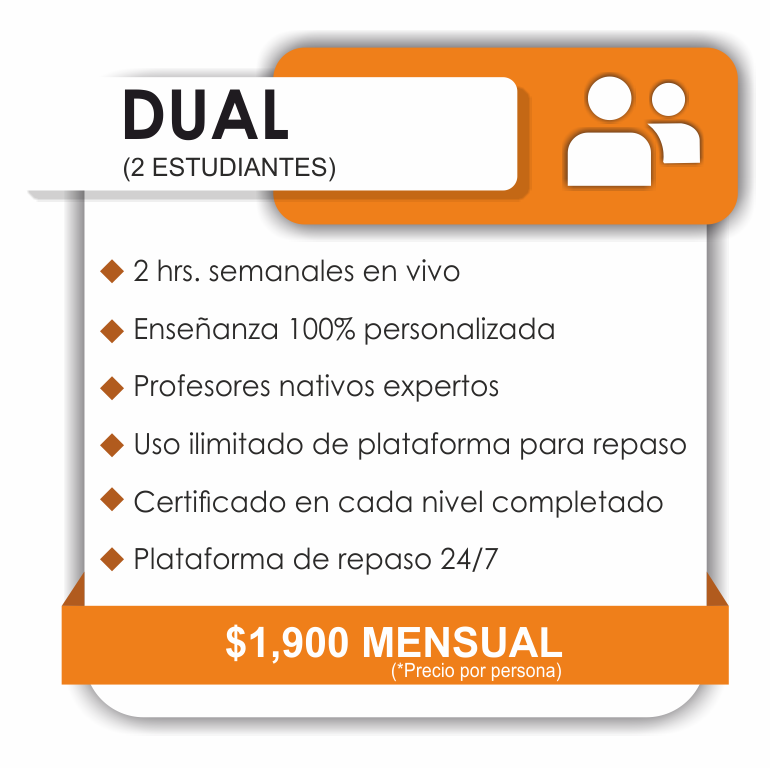 DUAL
(2 ESTUDIANTES)
2 hrs. semanales en vivo
Enseñanza 100% personalizada
Profesores nativos expertos
Uso ilimitado de plataforma para repaso
Certificado en cada nivel completado
Plataforma de repaso 24/7
$1,900 MENSUAL
(*Precio por persona)